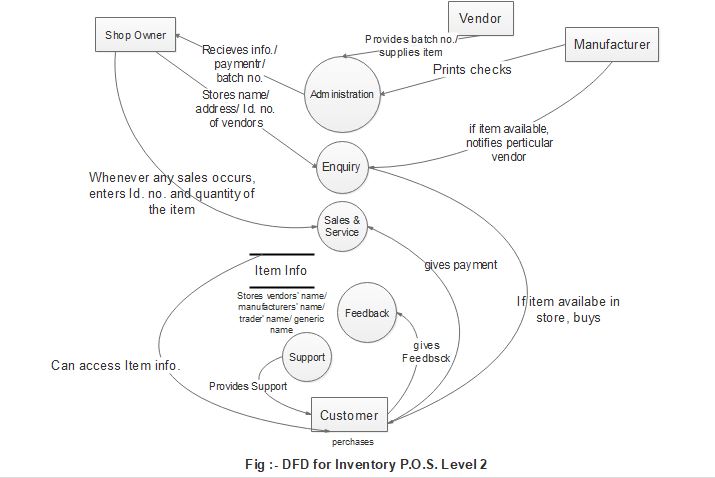 Vendor
Shop Owner
Manufacturer
Provides batch no./
supplies item
Recieves info./
paymentr/
batch no.
Prints checks
Administration
Stores name/
address/ Id. no.
of vendors
if item available,
notifies perticular
vendor
Enquiry
Whenever any sales occurs,
enters Id. no. and quantity of
the item
Sales &
Service
Item Info
gives payment
Stores vendors' name/
manufacturers' name/
trader' name/ generic
name
If item availabe in
store, buys
Feedback
gives
Feedbsck
Support
Can access Item info.
Provides Support
Customer
perchases
Fig :- DFD for Inventory P.O.S. Level 2